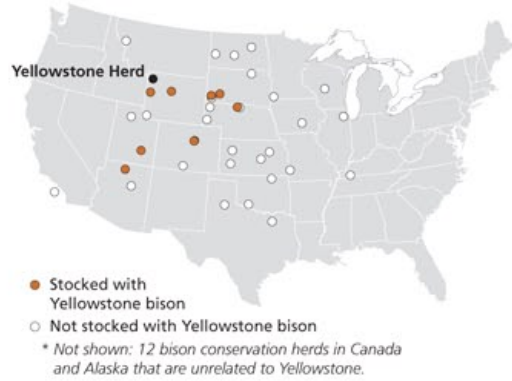 Yellowstone Herd
Stocked with
Yellowstone bison
Not stocked with Yellowstone bison
* Not shown: 12 bison conservation herds in Canada
and Alaska that are unrelated to Yellowstone.